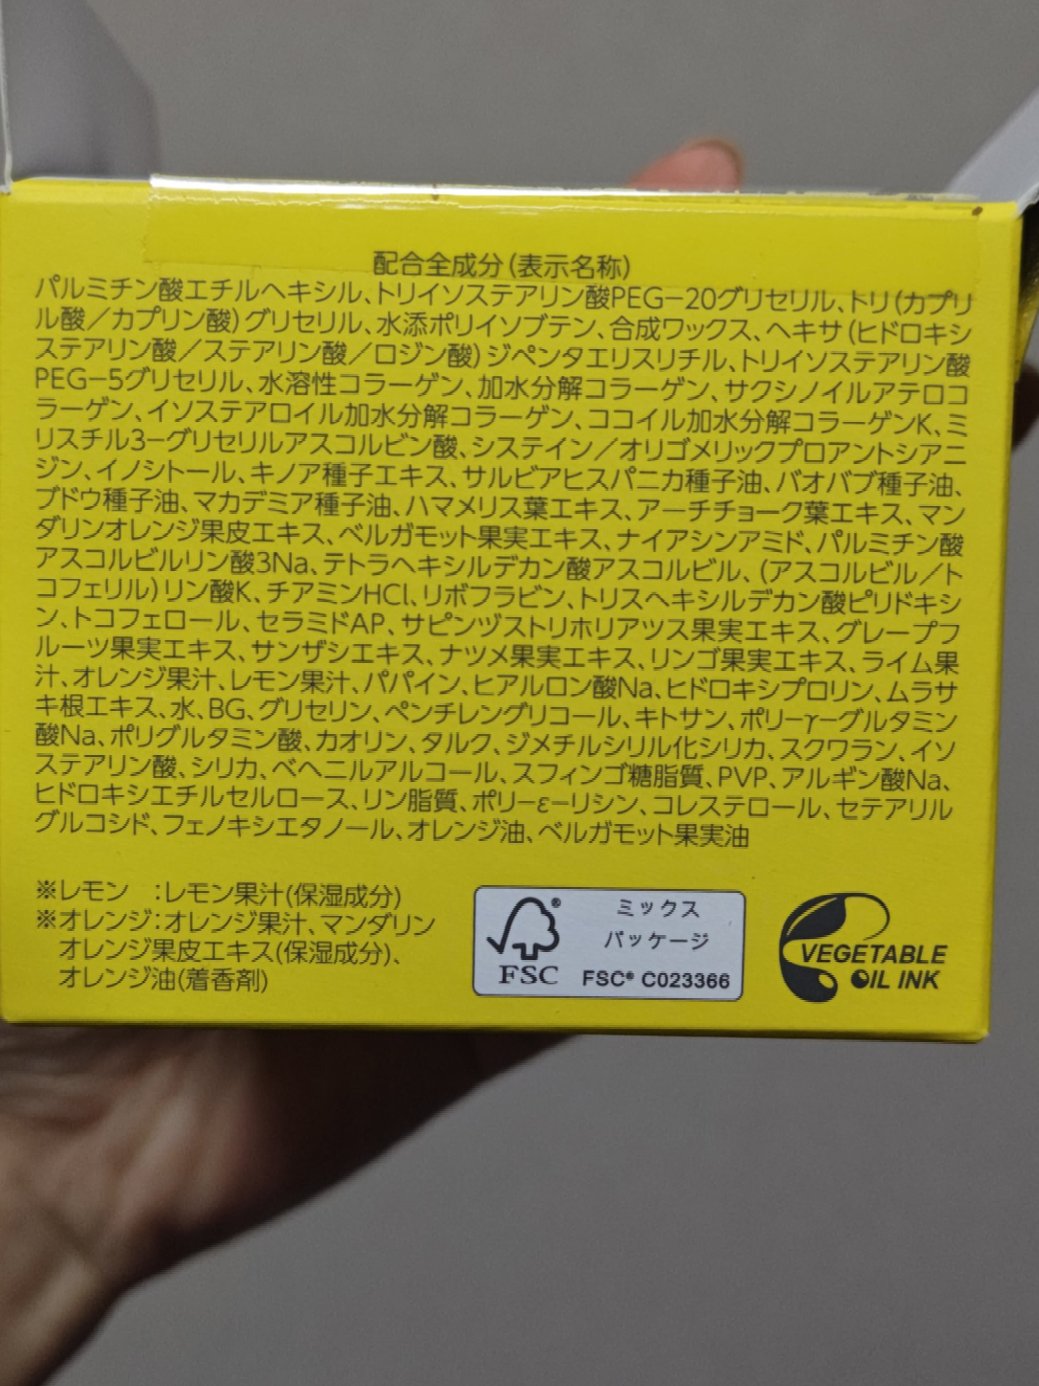 配合全成分(表示名称)
パルミチン酸エチルヘキシル、トリイソステアリン酸PEG−20グリセリル、トリ(カプリ
ル酸/カプリン酸)グリセリル、水添ポリイソブテン、合成ワックス、ヘキサ(ヒドロキシ
ステアリン酸/ステアリン酸/ロジン酸)ジペンタエリスリチル、トリイソステアリン酸
PEG−5グリセリル、水溶性コラーゲン、加水分解コラーゲン、サクシノイルアテロコ
ラーゲン、イソステアロイル加水分解コラーゲン、ココイル加水分解コラーゲンK、ミ
リスチル3−グリセリルアスコルビン酸、システイン/オリゴメリックプロアントシアニ
ジン、イノシトール、キノア種子エキス、サルビアヒスパニカ種子油、バオバブ種子油、
ブドウ種子油、マカデミア種子油、ハマメリス葉エキス、アーチチョーク葉エキス、マン
ダリンオレンジ果皮エキス、ベルガモット果実エキス、ナイアシンアミド、パルミチン酸
アスコルビルリン酸3Na、テトラヘキシルデカン酸アスコルビル、(アスコルビル/ト
コフェリル)リン酸K、チアミンHCl、リボフラビン、トリスヘキシルデカン酸ピリドキシ
ン、トコフェロール、セラミドAP、サピンヅストリホリアツス果実エキス、グレープフ
ルーツ果実エキス、サンザシエキス、ナツメ果実エキス、リンゴ果実エキス、ライム果
汁、オレンジ果汁、レモン果汁、パパイン、ヒアルロン酸Na、ヒドロキシプロリン、ムラサ
キ根エキス、水、BG、グリセリン、ペンチレングリコール、キトサン、ポリ−γ−グルタミン
酸Na、ポリグルタミン酸、カオリン、タルク、ジメチルシリル化シリカ、スクワラン、イソ
ステアリン酸、シリカ、ベヘニルアルコール、スフィンゴ糖脂質、PVP、アルギン酸Na、
ヒドロキシエチルセルロース、リン脂質、ポリ−ε−リシン、コレステロール、セテアリル
グルコシド、フェノキシエタノール、オレンジ油、ベルガモット果実油
※レモン :レモン果汁(保湿成分)
※オレンジ:オレンジ果汁、マンダリン
オレンジ果皮エキス(保湿成分)、
オレンジ油(着香剤)
FSC
ミックス
パッケージ
FSC® C023366
VEGETABLE
OIL INK